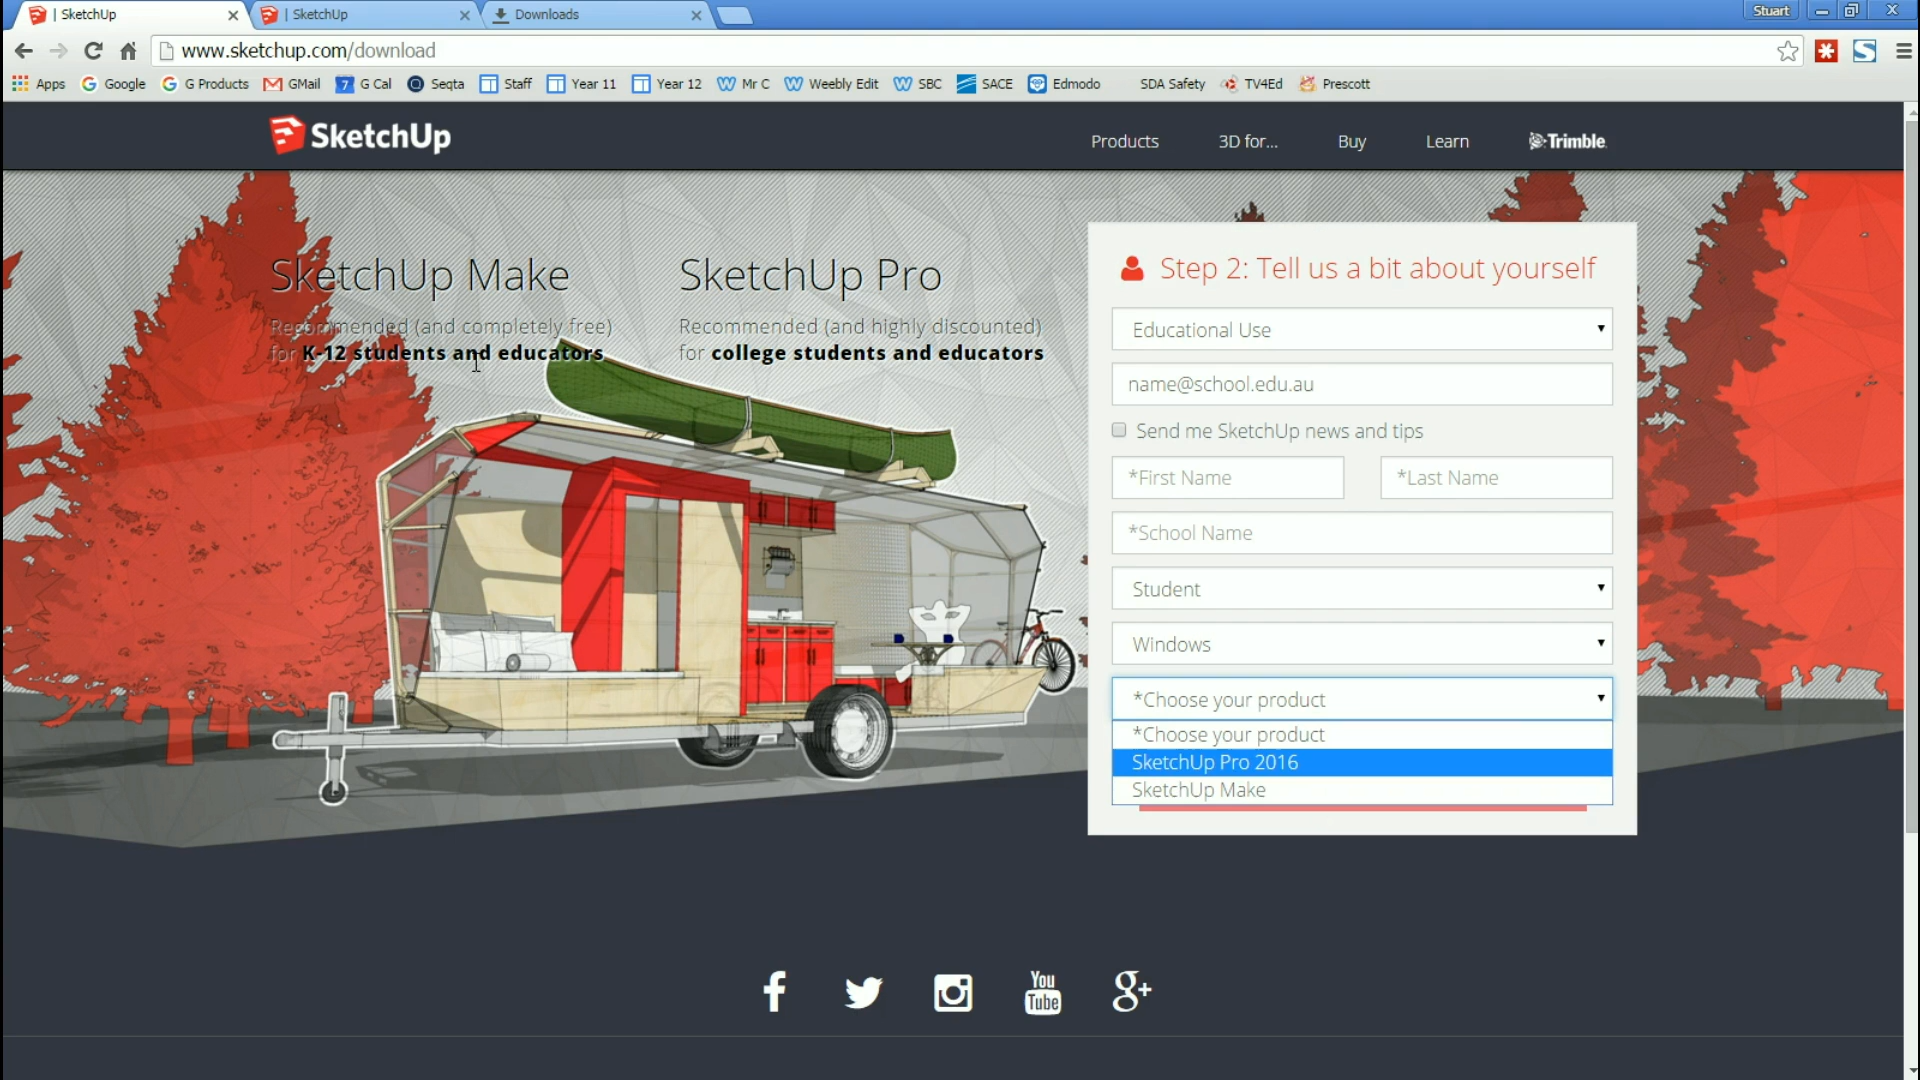 | SketchUp
| SketchUp
Downloads
Stuart
www.sketchup.com/download
Apps
Google
G Products
GMail
7
G Cal
Seqta
Staff
Year 11
Year 12
Mr C
Weebly Edit
SBC
SACE
Edmodo
SDA Safety
TV4Ed
Prescott
SketchUp
Products
3D for...
Buy
Learn
Trimble
SketchUp Make
Recommended (and completely free)
for K-12 students and educators
SketchUp Pro
Recommended (and highly discounted)
for college students and educators
Step 2: Tell us a bit about yourself
Educational Use
name@school.edu.au
Send me SketchUp news and tips
*First Name
*Last Name
*School Name
Student
Windows
*Choose your product
*Choose your product
SketchUp Pro 2016
SketchUp Make
You
Tube
g+